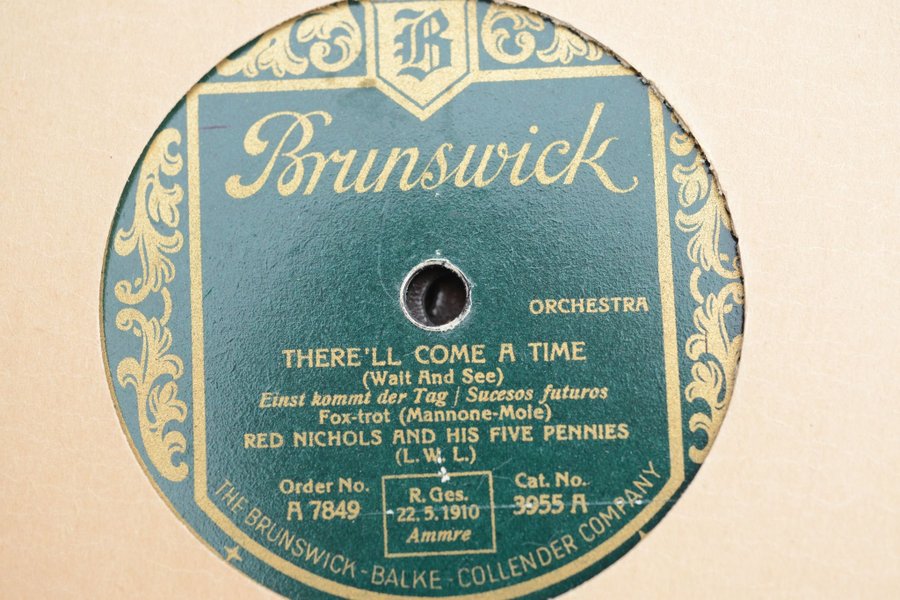 B
Brunswick
ORCHESTRA
THERE'LL COME A TIME
(Wait And See)
Einst kommt der Tag / Sucesos futuros
Fox-trot (Mannone-Mole)
RED NICHOLS AND HIS FIVE PENNIES
(L. W. L.)
Order No.
A 7849
R. Ges.
22. 5. 1910
Ammre
Cat. No.
3955 A
THE BRUNSWICK-BALKE-COLLENDER COMPANY